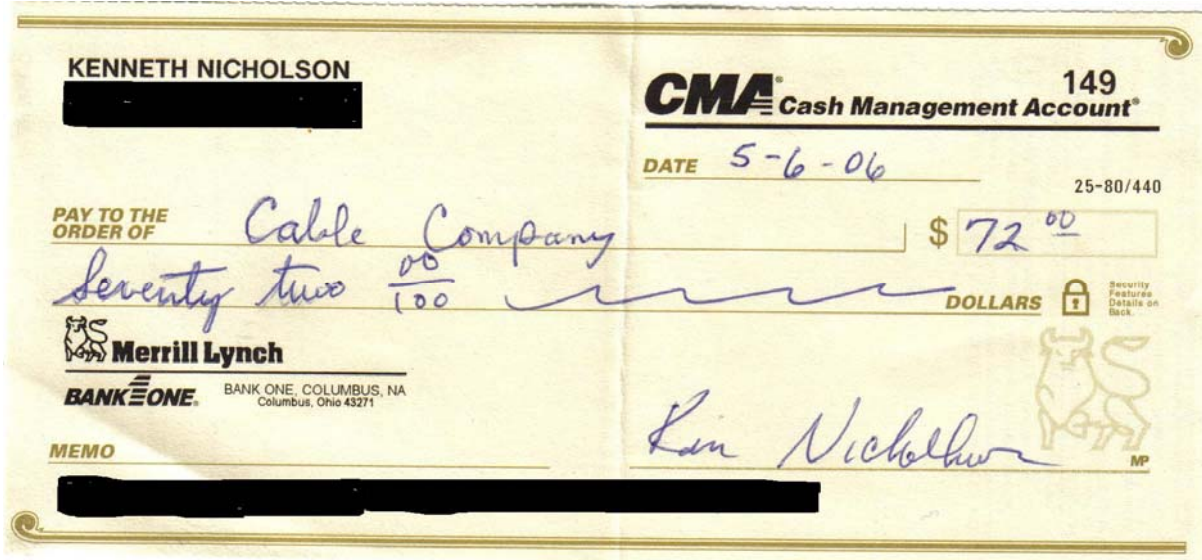 KENNETH NICHOLSON
149
CMA® Cash Management Account®
DATE 5-6-06
25-80/440
PAY TO THE ORDER OF Cable Company $ 72 00
Seventy two 00/100 DOLLARS
Security Features Details on Back.
Merrill Lynch
BANK ONE. BANK ONE, COLUMBUS, NA
Columbus, Ohio 43271
Ken Nicholson
MEMO
MP